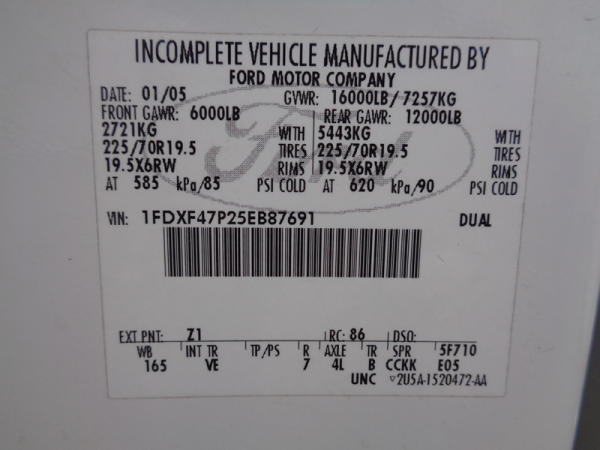 INCOMPLETE VEHICLE MANUFACTURED BY
FORD MOTOR COMPANY
DATE: 01/05 GVWR: 16000LB/7257KG
FRONT GAWR: 6000LB REAR GAWR: 12000LB
2721KG WITH 5443KG WITH
225/70R19.5 TIRES 225/70R19.5 TIRES
19.5X6RW RIMS 19.5X6RW RIMS
AT 585 kPa/85 PSI COLD AT 620 kPa/90 PSI COLD
VIN: 1FDXF47P25EB87691 DUAL
EXT PNT: Z1 RC: 86 DSO:
WB INT TR TP/PS R AXLE TR SPR 5F710
165 VE 7 4L B CCKK E05
UNC ▽2U5A-1520472-AA
Ford